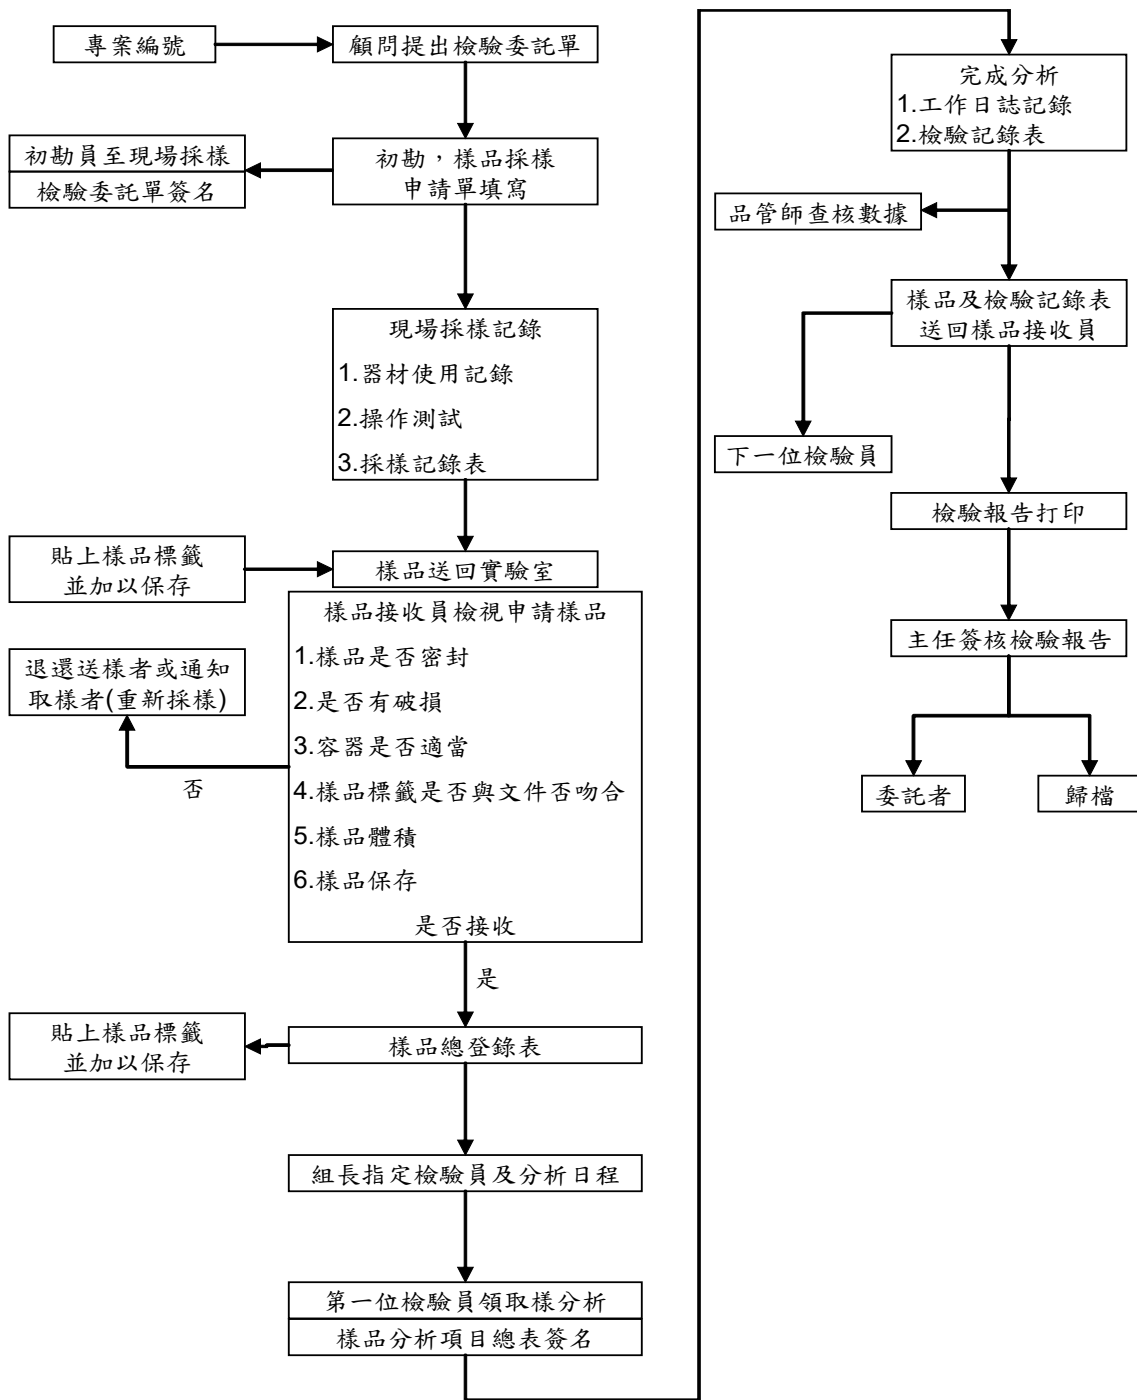 專案編號
顧問提出檢驗委託單
初勘員至現場採樣
檢驗委託單簽名
初勘，樣品採樣
申請單填寫
現場採樣記錄
1.器材使用記錄
2.操作測試
3.採樣記錄表
貼上樣品標籤
並加以保存
樣品送回實驗室
樣品接收員檢視申請樣品
1.樣品是否密封
2.是否有破損
3.容器是否適當
4.樣品標籤是否與文件否吻合
5.樣品體積
6.樣品保存
是否接收
退還送樣者或通知
取樣者(重新採樣)
否
是
貼上樣品標籤
並加以保存
樣品總登錄表
組長指定檢驗員及分析日程
第一位檢驗員領取樣分析
樣品分析項目總表簽名
完成分析
1.工作日誌記錄
2.檢驗記錄表
品管師查核數據
樣品及檢驗記錄表
送回樣品接收員
下一位檢驗員
檢驗報告打印
主任簽核檢驗報告
委託者
歸檔